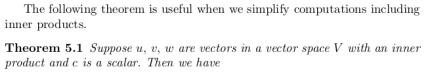 The following theorem is useful when we simplify computations including
inner products.
Theorem 5.1 Suppose u, v, w are vectors in a vector space V with an inner
product and c is a scalar. Then we have